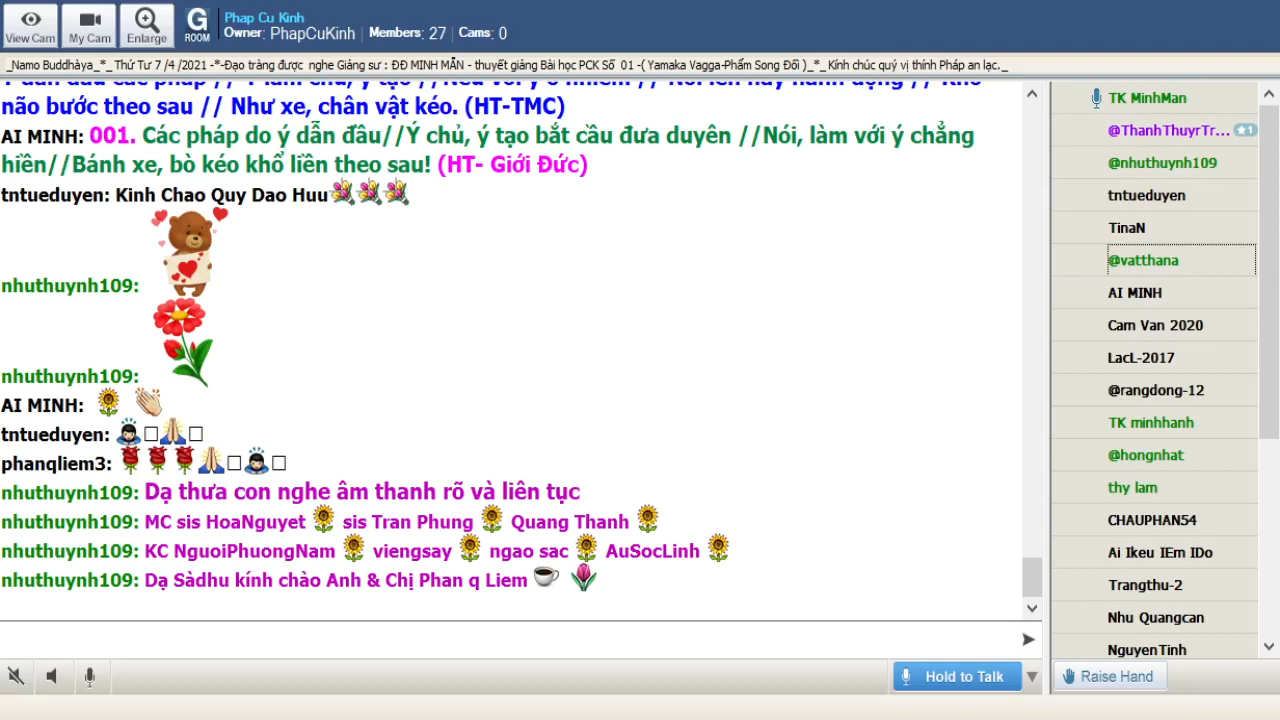 View Cam
My Cam
Enlarge
G
ROOM
Phap Cu Kinh
Owner: PhapCuKinh Members: 27 Cams: 0
_Namo Buddhàya_*_ Thứ Tư 7 /4 /2021 -*-Đạo tràng được nghe Giảng sư : ĐĐ MINH MẪN - thuyết giảng Bài học PCK Số 01 -( Yamaka Vagga-Phẩm Song Đối )_*_ Kính chúc quý vị thính Pháp an lạc._
não bước theo sau // Như xe, chân vật kéo. (HT-TMC)
AI MINH: 001. Các pháp do ý dẫn đầu//Ý chủ, ý tạo bắt cầu đưa duyên //Nói, làm với ý chẳng
hiền//Bánh xe, bò kéo khổ liền theo sau! (HT- Giới Đức)
tntueduyen: Kinh Chao Quy Dao Huu
nhuthuynh109:
nhuthuynh109:
AI MINH:
tntueduyen:
phanqliem3:
nhuthuynh109: Dạ thưa con nghe âm thanh rõ và liên tục
nhuthuynh109: MC sis HoaNguyet sis Tran Phung Quang Thanh
nhuthuynh109: KC NguoiPhuongNam viengsay ngao sac AuSocLinh
nhuthuynh109: Dạ Sàdhu kính chào Anh & Chị Phan q Liem
Hold to Talk
TK MinhMan
@ThanhThuyrTr... ★1
@nhuthuynh109
tntueduyen
TinaN
@vatthana
AI MINH
Cam Van 2020
LacL-2017
@rangdong-12
TK minhhanh
@hongnhat
thy lam
CHAUPHAN54
Ai Ikeu IEm IDo
Trangthu-2
Nhu Quangcan
NguyenTinh
Raise Hand